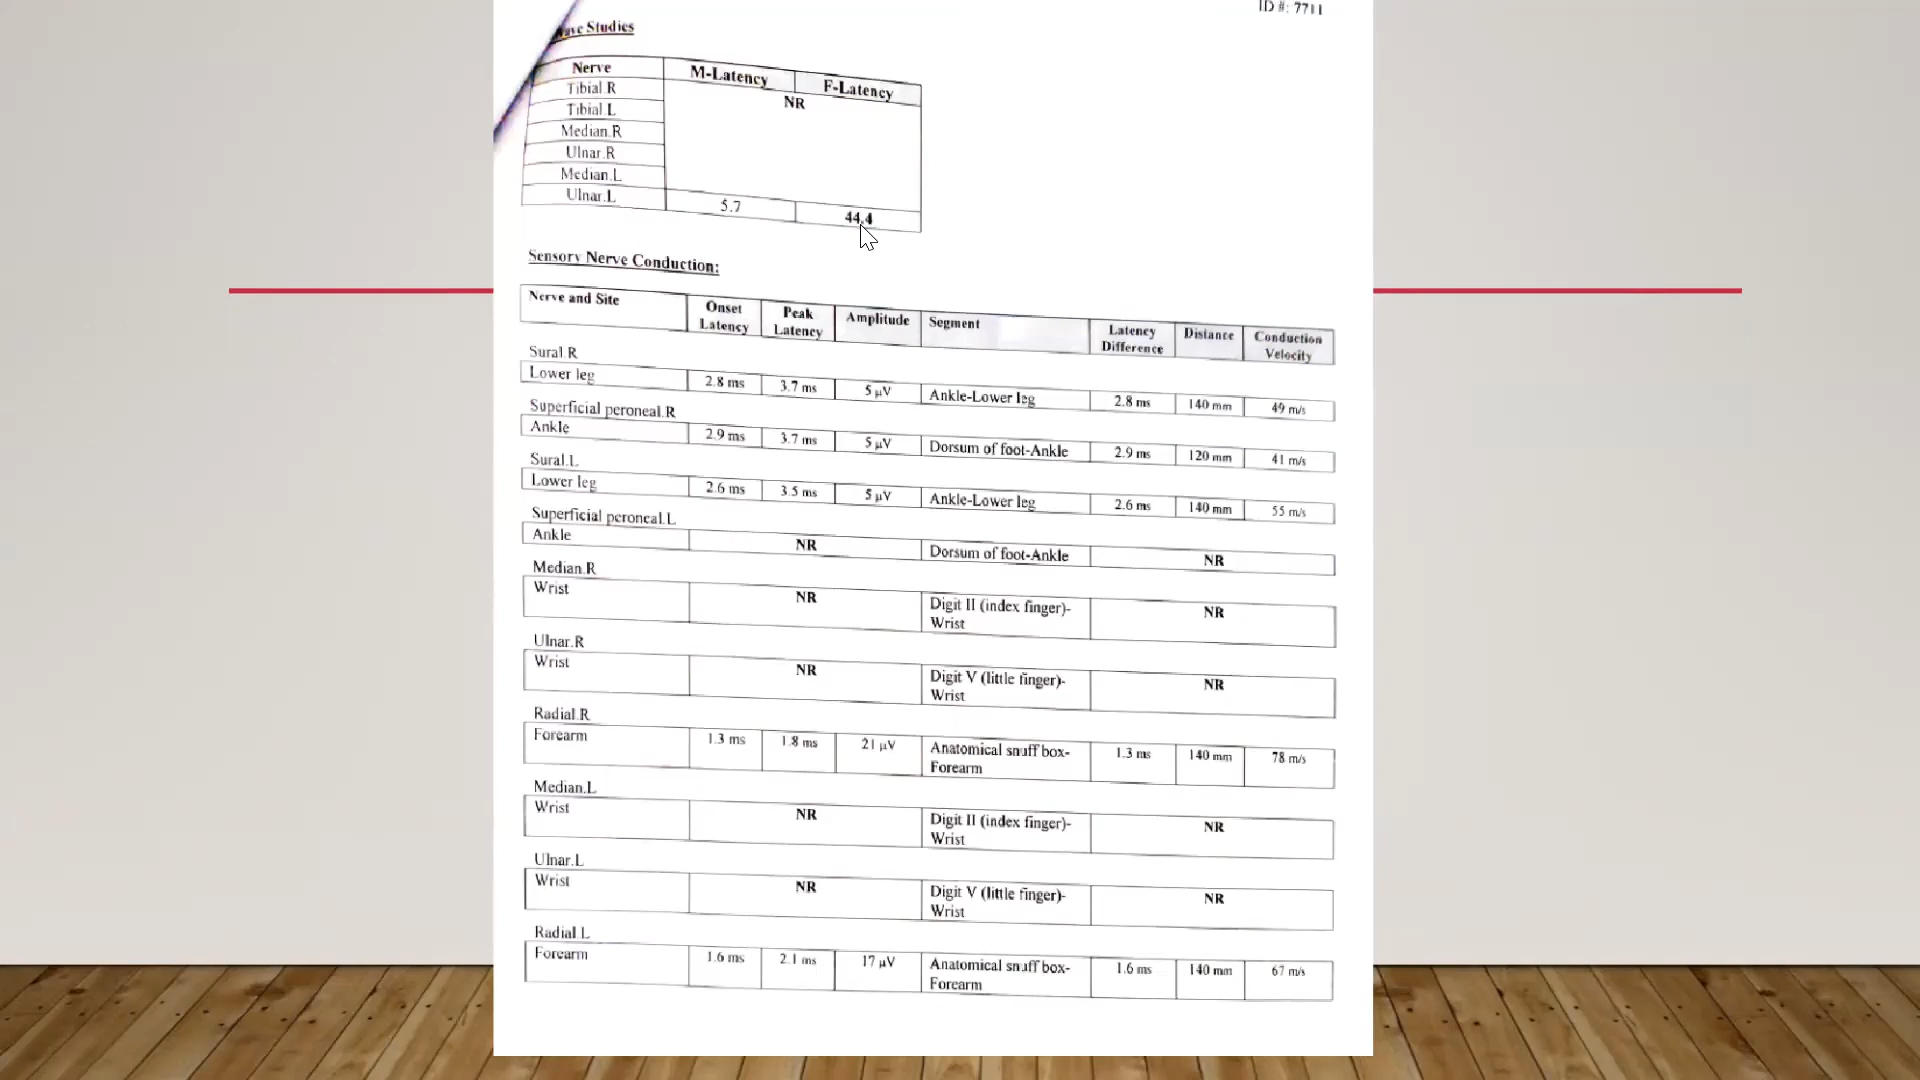 ID #: 7711
Studies
Nerve M-Latency F-Latency
Tibial.R NR
Tibial.L
Median.R
Ulnar.R
Median.L
Ulnar.L 5.7 44.4
Sensory Nerve Conduction:
Nerve and Site Onset Latency Peak Latency Amplitude Segment Latency Difference Distance Conduction Velocity
Sural.R
Lower leg 2.8 ms 3.7 ms 5 µV Ankle-Lower leg 2.8 ms 140 mm 49 m/s
Superficial peroneal.R
Ankle 2.9 ms 3.7 ms 5 µV Dorsum of foot-Ankle 2.9 ms 120 mm 41 m/s
Sural.L
Lower leg 2.6 ms 3.5 ms 5 µV Ankle-Lower leg 2.6 ms 140 mm 55 m/s
Superficial peroneal.L
Ankle NR Dorsum of foot-Ankle NR
Median.R
Wrist NR Digit II (index finger)-Wrist NR
Ulnar.R
Wrist NR Digit V (little finger)-Wrist NR
Radial.R
Forearm 1.3 ms 1.8 ms 21 µV Anatomical snuff box-Forearm 1.3 ms 140 mm 78 m/s
Median.L
Wrist NR Digit II (index finger)-Wrist NR
Ulnar.L
Wrist NR Digit V (little finger)-Wrist NR
Radial.L
Forearm 1.6 ms 2.1 ms 17 µV Anatomical snuff box-Forearm 1.6 ms 140 mm 67 m/s